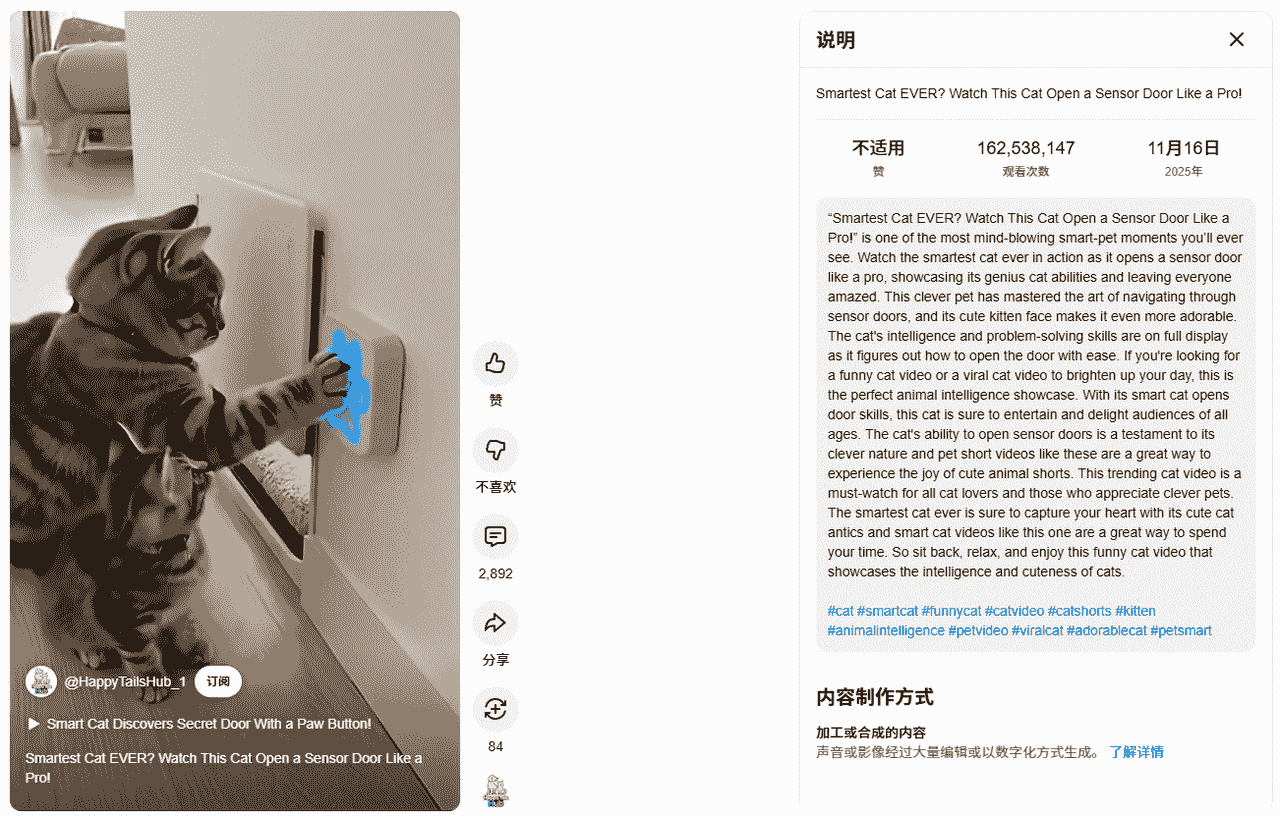 @HappyTailsHub_1
订阅
Smart Cat Discovers Secret Door With a Paw Button!
Smartest Cat EVER? Watch This Cat Open a Sensor Door Like a
Pro!
赞
不喜欢
2,892
分享
84
说明
Smartest Cat EVER? Watch This Cat Open a Sensor Door Like a Pro!
不适用
赞
162,538,147
观看次数
11月16日
2025年
“Smartest Cat EVER? Watch This Cat Open a Sensor Door Like a
Pro!” is one of the most mind-blowing smart-pet moments you’ll ever
see. Watch the smartest cat ever in action as it opens a sensor door
like a pro, showcasing its genius cat abilities and leaving everyone
amazed. This clever pet has mastered the art of navigating through
sensor doors, and its cute kitten face makes it even more adorable.
The cat's intelligence and problem-solving skills are on full display
as it figures out how to open the door with ease. If you're looking for
a funny cat video or a viral cat video to brighten up your day, this is
the perfect animal intelligence showcase. With its smart cat opens
door skills, this cat is sure to entertain and delight audiences of all
ages. The cat's ability to open sensor doors is a testament to its
clever nature and pet short videos like these are a great way to
experience the joy of cute animal shorts. This trending cat video is a
must-watch for all cat lovers and those who appreciate clever pets.
The smartest cat ever is sure to capture your heart with its cute cat
antics and smart cat videos like this one are a great way to spend
your time. So sit back, relax, and enjoy this funny cat video that
showcases the intelligence and cuteness of cats.
#cat #smartcat #funnycat #catvideo #catshorts #kitten
#animalintelligence #petvideo #viralcat #adorablecat #petsmart
内容制作方式
加工或合成的内容
声音或影像经过大量编辑或以数字化方式生成。 了解详情